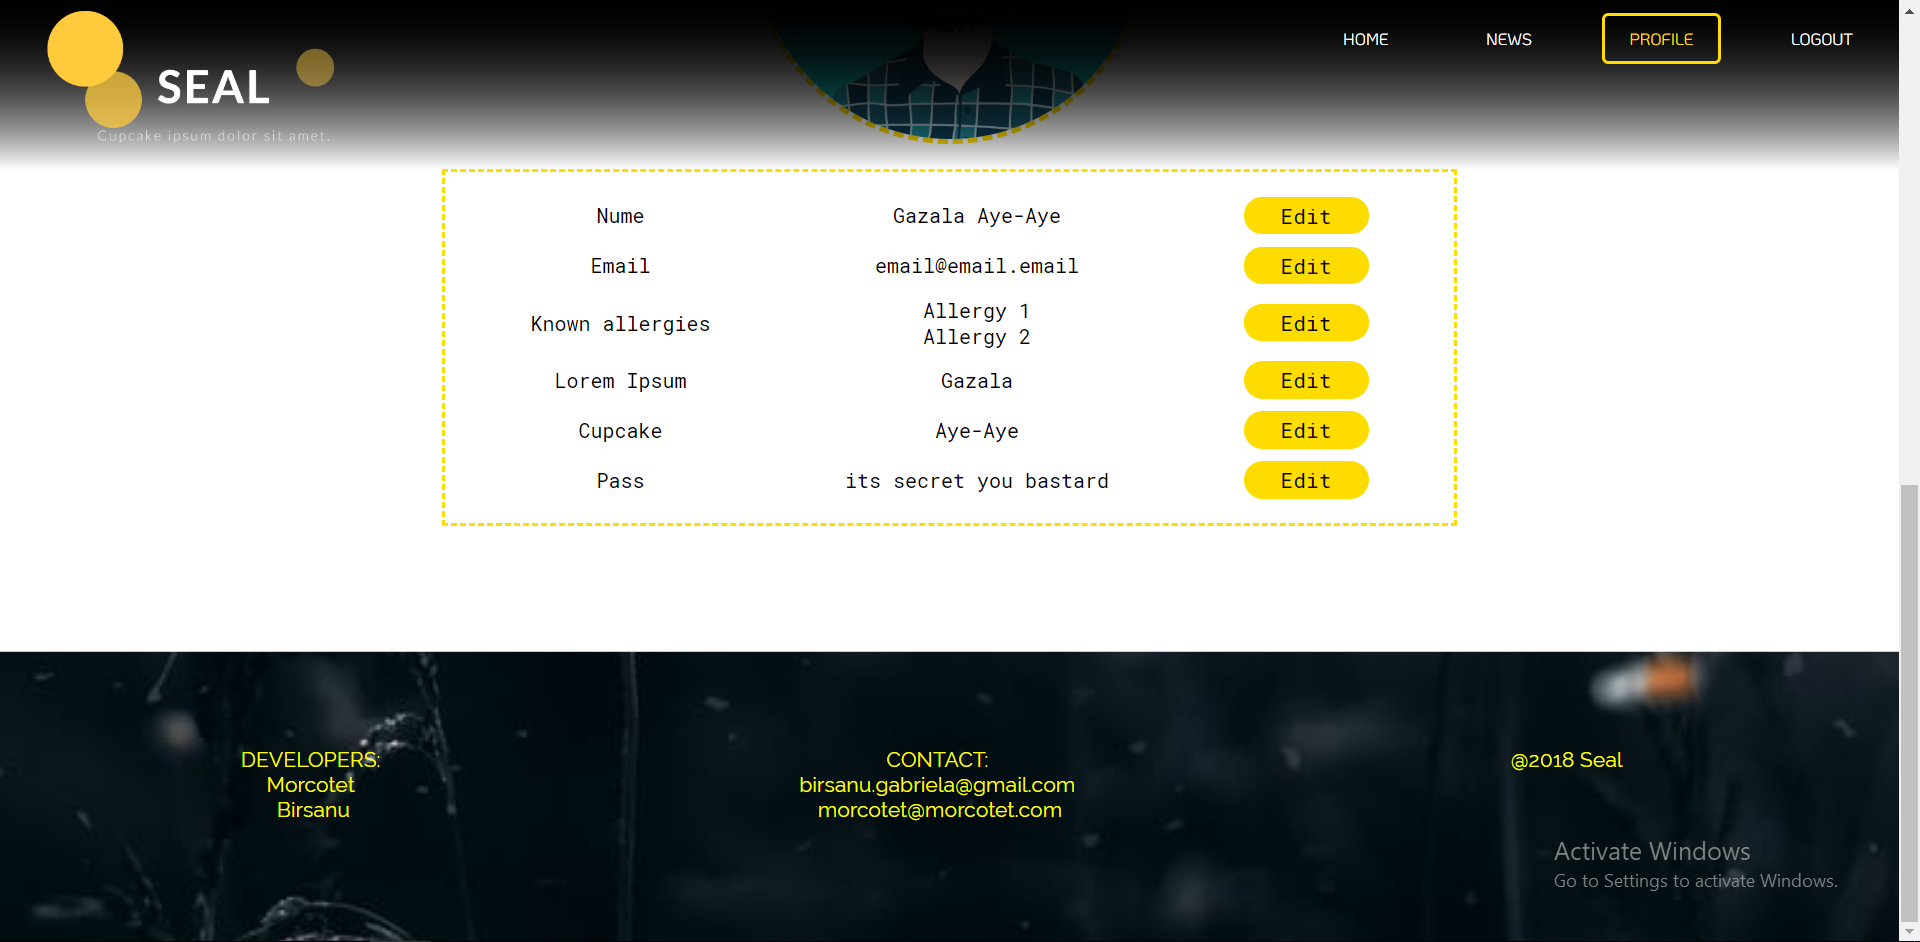 SEAL
Cupcake ipsum dolor sit amet.
HOME NEWS PROFILE LOGOUT
Nume Gazala Aye-Aye Edit
Email email@email.email Edit
Known allergies Allergy 1 Edit
Allergy 2
Lorem Ipsum Gazala Edit
Cupcake Aye-Aye Edit
Pass its secret you bastard Edit
DEVELOPERS:
Morcotet
Birsanu
CONTACT:
birsanu.gabriela@gmail.com
morcotet@morcotet.com
@2018 Seal
Activate Windows
Go to Settings to activate Windows.